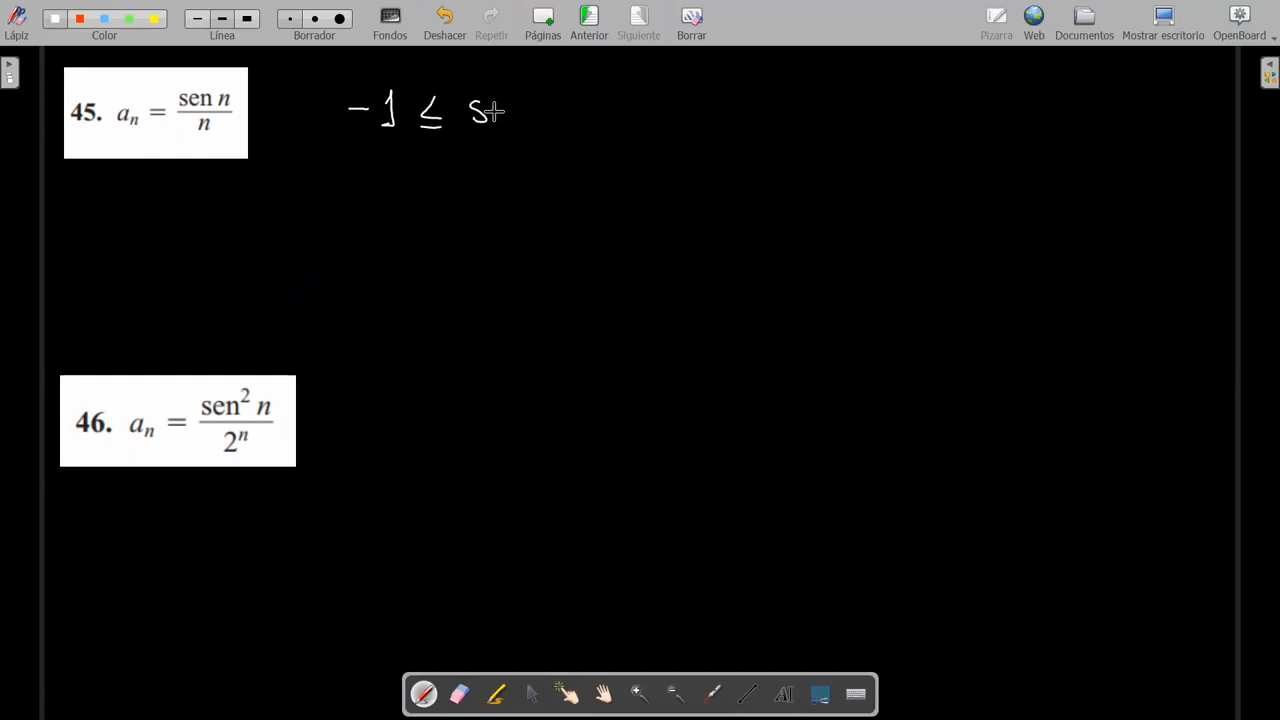 Lápiz Color Línea Borrador Fondos Deshacer Repetir Páginas Anterior Siguiente Borrar Pizarra Web Documentos Mostrar escritorio OpenBoard
45. aₙ = sen n / n
-1 ≤ s
46. aₙ = sen² n / 2ⁿ
AI